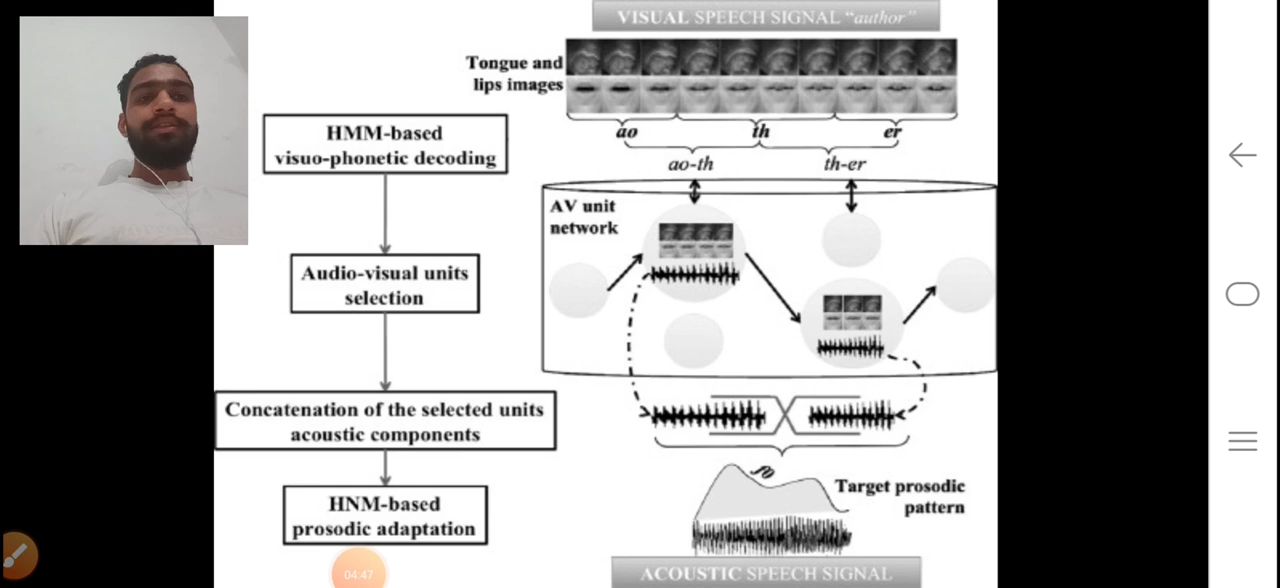 VISUAL SPEECH SIGNAL "author"
Tongue and
lips images
ao th er
ao-th th-er
HMM-based
visuo-phonetic decoding
AV unit
network
Audio-visual units
selection
Concatenation of the selected units
acoustic components
f0
Target prosodic
pattern
HNM-based
prosodic adaptation
04:47
ACOUSTIC SPEECH SIGNAL